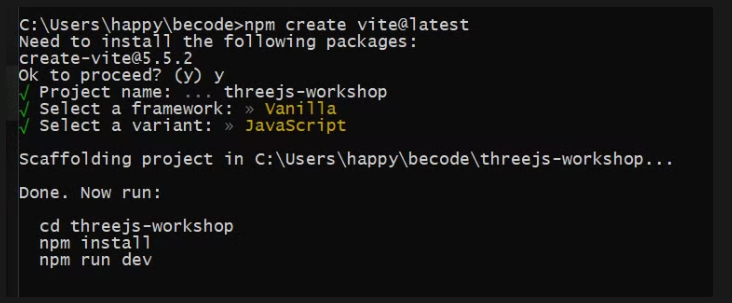 C:\Users\happy\becode>npm create vite@latest
Need to install the following packages:
create-vite@5.5.2
Ok to proceed? (y) y
√ Project name: ... threejs-workshop
√ Select a framework: » Vanilla
√ Select a variant: » JavaScript
Scaffolding project in C:\Users\happy\becode\threejs-workshop...
Done. Now run:
cd threejs-workshop
npm install
npm run dev